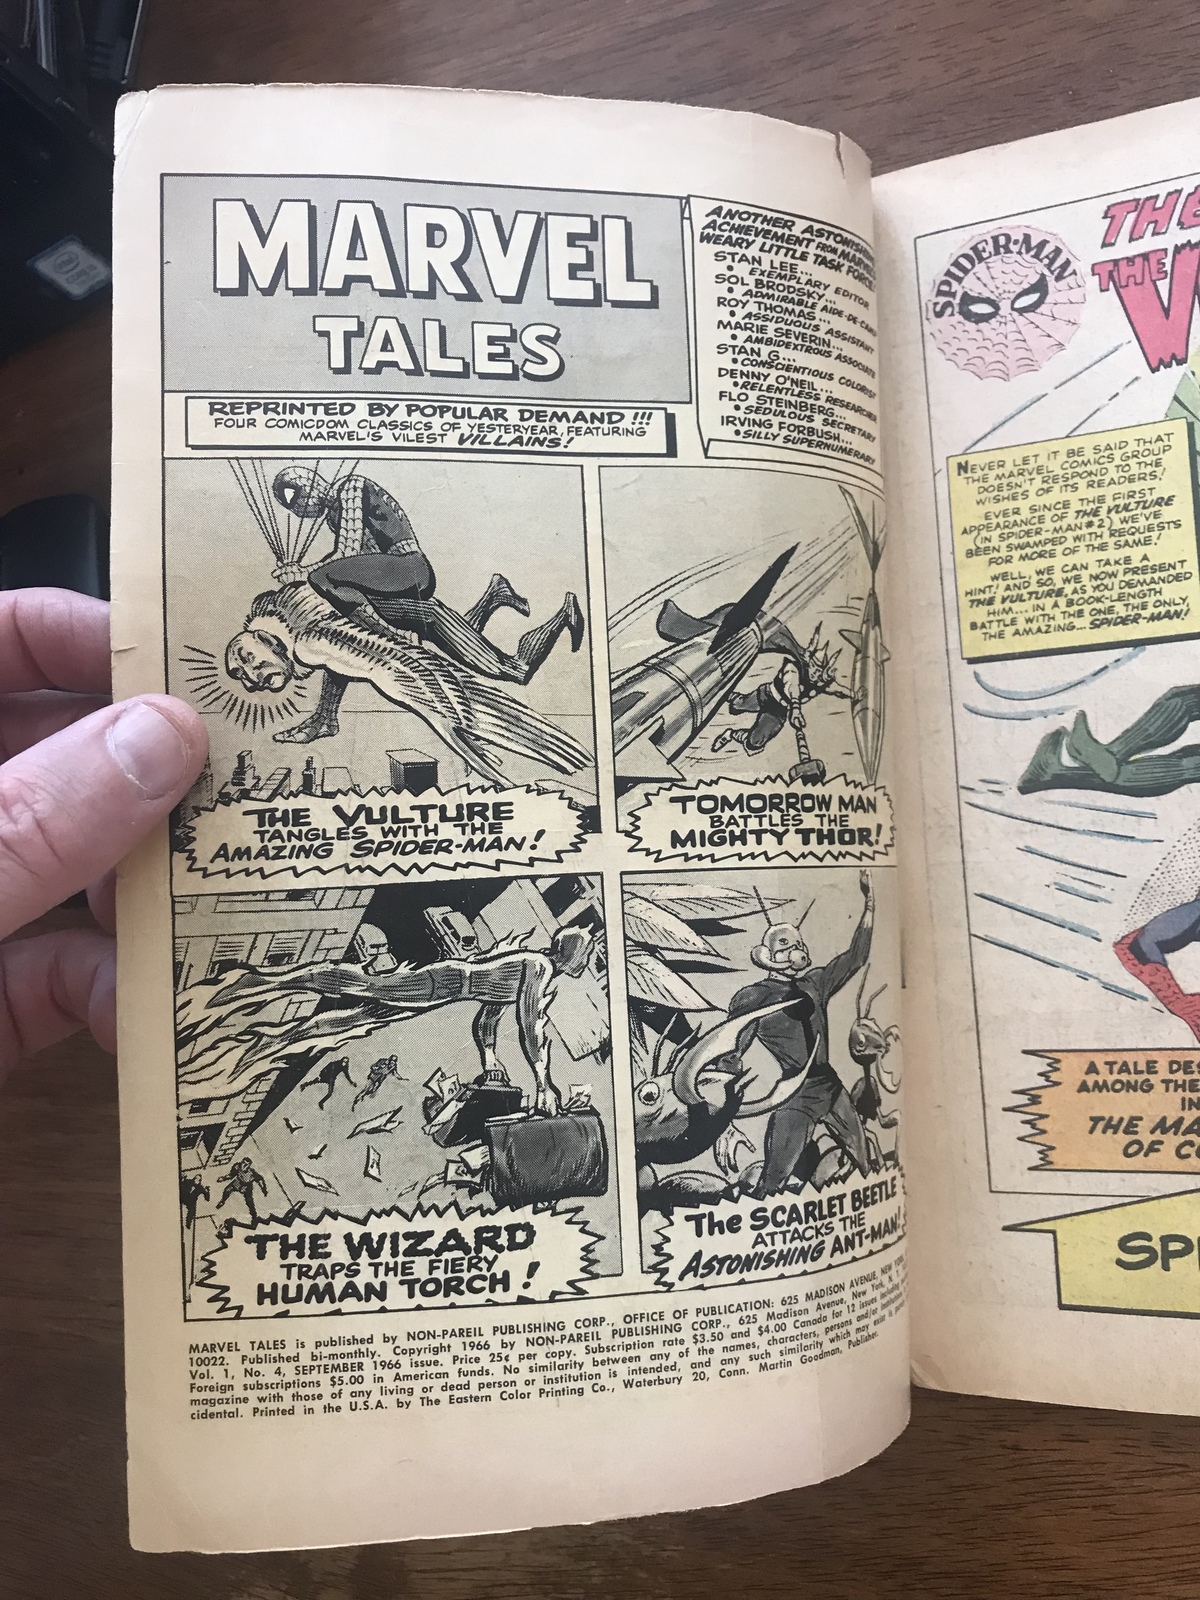 MARVEL
TALES
REPRINTED BY POPULAR DEMAND!!!
FOUR COMICDOM CLASSICS OF YESTERYEAR, FEATURING
MARVEL'S VILEST VILLAINS!
ANOTHER
ACHIEVEMENT FROM
WEARY LITTLE TASK FORCE!
STAN LEE...
• EXEMPLARY EDITOR
SOL BRODSKY...
• ADMIRABLE AIDE-DE-CAMP
ROY THOMAS...
• ASSIDUOUS ASSISTANT
MARIE SEVERIN...
• AMBIDEXTROUS ASSOCIATE
STAN G...
• CONSCIENTIOUS COLORIST
DENNY O'NEIL...
• RELENTLESS RESEARCHER
FLO STEINBERG...
• SEDULOUS SECRETARY
IRVING FORBUSH...
• SILLY SUPERNUMERARY
THE VULTURE
TANGLES WITH THE
AMAZING SPIDER-MAN!
TOMORROW MAN
BATTLES THE
MIGHTY THOR!
THE WIZARD
TRAPS THE FIERY
HUMAN TORCH!
The SCARLET BEETLE
ATTACKS THE
ASTONISHING ANT-MAN!
MARVEL TALES is published by NON-PAREIL PUBLISHING CORP., OFFICE OF PUBLICATION: 625 MADISON AVENUE, NEW
10022. Published bi-monthly. Copyright 1966 by NON-PAREIL PUBLISHING CORP., 625 Madison Avenue, New York, N.Y.
Vol. 1, No. 4, SEPTEMBER 1966 issue. Price 25¢ per copy. Subscription rate $3.50 and $4.00 Canada for 12 issues including
Foreign subscriptions $5.00 in American funds. No similarity between any of the names, characters, persons and/or institutions
magazine with those of any living or dead person or institution is intended, and any such similarity which may exist is
cidental. Printed in the U.S.A. by The Eastern Color Printing Co., Waterbury 20, Conn. Martin Goodman, Publisher.
SPIDER-MAN
THE
NEVER LET IT BE SAID THAT
THE MARVEL COMICS GROUP
DOESN'T RESPOND TO THE
WISHES OF ITS READERS!
EVER SINCE THE FIRST
APPEARANCE OF THE VULTURE
(IN SPIDER-MAN #2) WE'VE
BEEN SWAMPED WITH REQUESTS
FOR MORE OF THE SAME!
WELL, WE CAN TAKE A
HINT! AND SO, WE NOW PRESENT
THE VULTURE, AS YOU DEMANDED
HIM... IN A BOOK-LENGTH
BATTLE WITH THE ONE, THE ONLY
THE AMAZING... SPIDER-MAN!
A TALE
AMONG THE
THE
OF